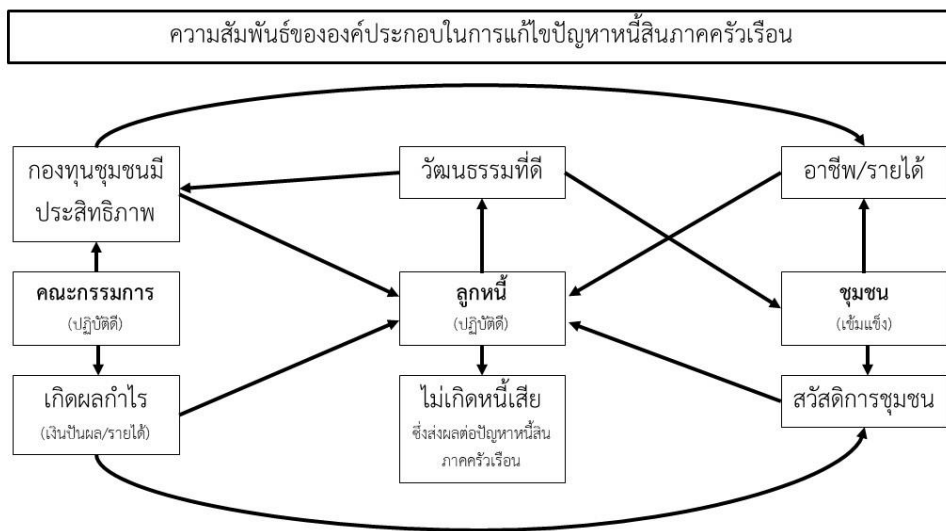 ความสัมพันธ์ขององค์ประกอบในการแก้ไขปัญหาหนี้สินภาคครัวเรือน
กองทุนชุมชนมี
ประสิทธิภาพ
วัฒนธรรมที่ดี
อาชีพ/รายได้
คณะกรรมการ
(ปฏิบัติดี)
ลูกหนี้
(ปฏิบัติดี)
ชุมชน
(เข้มแข็ง)
เกิดผลกำไร
(เงินปันผล/รายได้)
ไม่เกิดหนี้เสีย
ซึ่งส่งผลต่อปัญหาหนี้สิน
ภาคครัวเรือน
สวัสดิการชุมชน